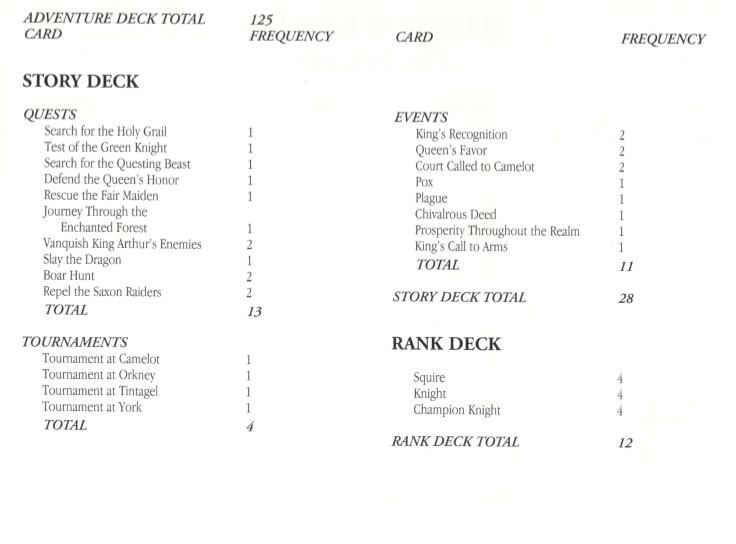 ADVENTURE DECK TOTAL 125
CARD FREQUENCY
STORY DECK
QUESTS
Search for the Holy Grail 1
Test of the Green Knight 1
Search for the Questing Beast 1
Defend the Queen's Honor 1
Rescue the Fair Maiden 1
Journey Through the
Enchanted Forest 1
Vanquish King Arthur's Enemies 2
Slay the Dragon 1
Boar Hunt 2
Repel the Saxon Raiders 2
TOTAL 13
TOURNAMENTS
Tournament at Camelot 1
Tournament at Orkney 1
Tournament at Tintagel 1
Tournament at York 1
TOTAL 4
CARD FREQUENCY
EVENTS
King's Recognition 2
Queen's Favor 2
Court Called to Camelot 2
Pox 1
Plague 1
Chivalrous Deed 1
Prosperity Throughout the Realm 1
King's Call to Arms 1
TOTAL 11
STORY DECK TOTAL 28
RANK DECK
Squire 4
Knight 4
Champion Knight 4
RANK DECK TOTAL 12